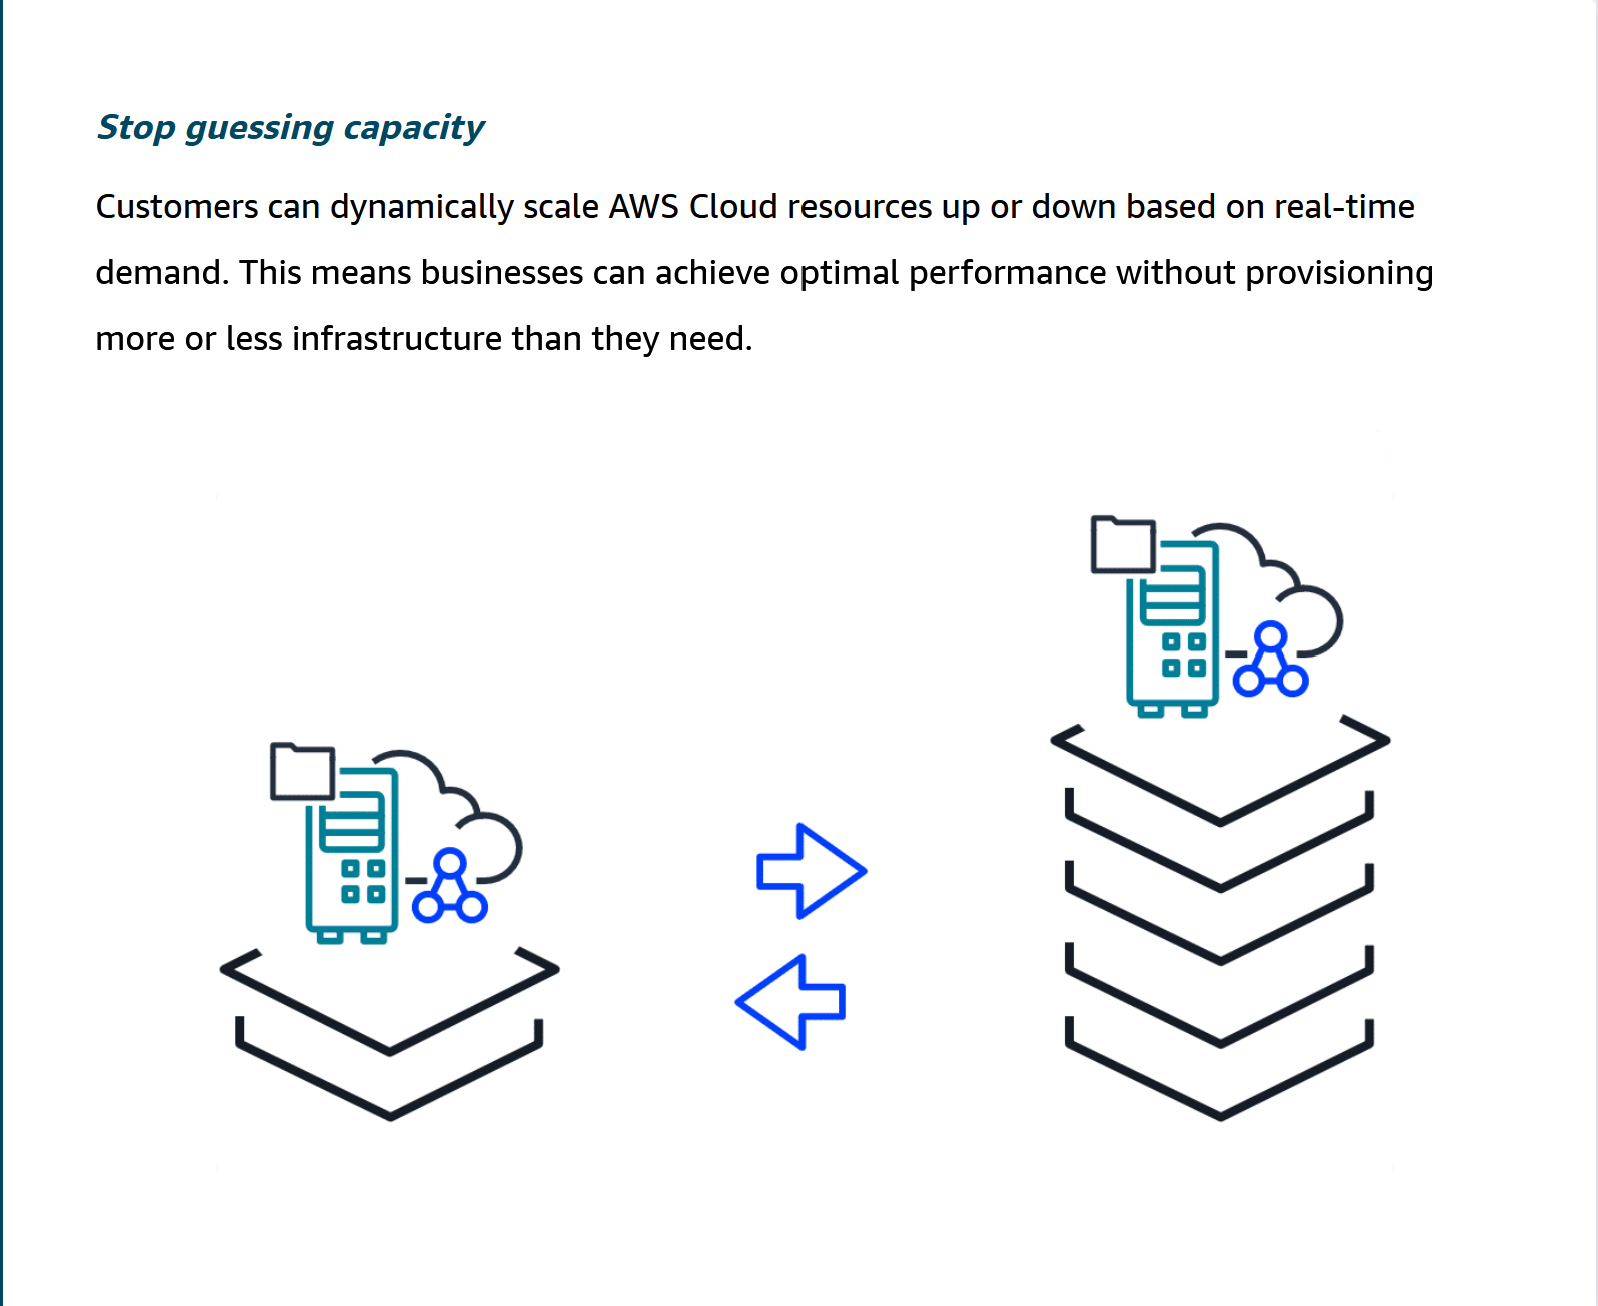 Stop guessing capacity
Customers can dynamically scale AWS Cloud resources up or down based on real-time
demand. This means businesses can achieve optimal performance without provisioning
more or less infrastructure than they need.